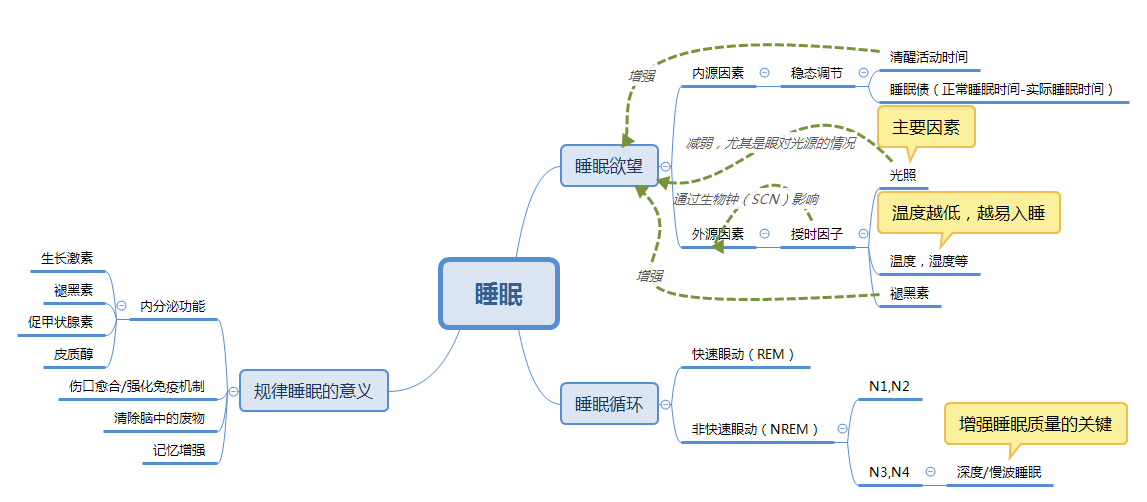 睡眠
睡眠欲望
内源因素
稳态调节
清醒活动时间
睡眠债（正常睡眠时间-实际睡眠时间）
增强
主要因素
减弱，尤其是眼对光源的情况
光照
通过生物钟（SCN）影响
温度越低，越易入睡
外源因素
授时因子
温度，湿度等
增强
褪黑素
睡眠循环
快速眼动（REM）
非快速眼动（NREM）
N1,N2
增强睡眠质量的关键
N3,N4
深度/慢波睡眠
规律睡眠的意义
内分泌功能
生长激素
褪黑素
促甲状腺素
皮质醇
伤口愈合/强化免疫机制
清除脑中的废物
记忆增强